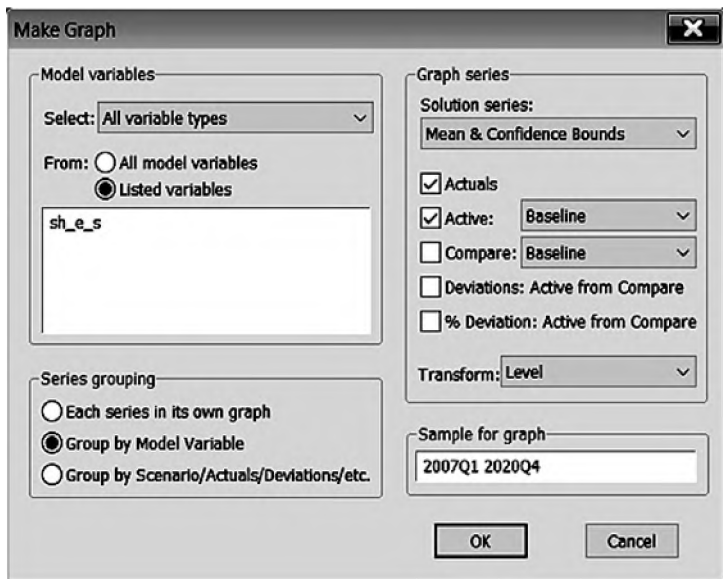 Make Graph
Model variables
Select: All variable types
From: All model variables
Listed variables
sh_e_s
Series grouping
Each series in its own graph
Group by Model Variable
Group by Scenario/Actuals/Deviations/etc.
Graph series
Solution series:
Mean & Confidence Bounds
Actuals
Active: Baseline
Compare: Baseline
Deviations: Active from Compare
% Deviation: Active from Compare
Transform: Level
Sample for graph
2007Q1 2020Q4
OK
Cancel